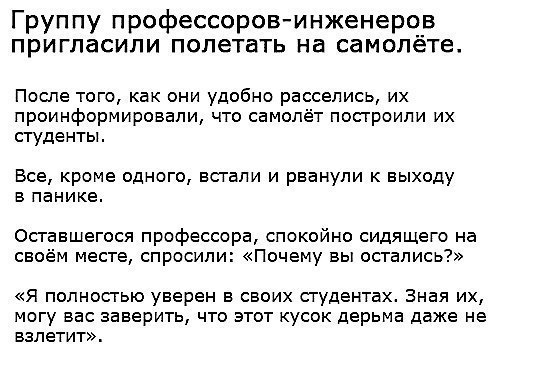 Группу профессоров-инженеров
пригласили полетать на самолёте.
После того, как они удобно расселись, их
проинформировали, что самолёт построили их
студенты.
Все, кроме одного, встали и рванули к выходу
в панике.
Оставшегося профессора, спокойно сидящего на
своём месте, спросили: «Почему вы остались?»
«Я полностью уверен в своих студентах. Зная их,
могу вас заверить, что этот кусок дерьма даже не
взлетит».